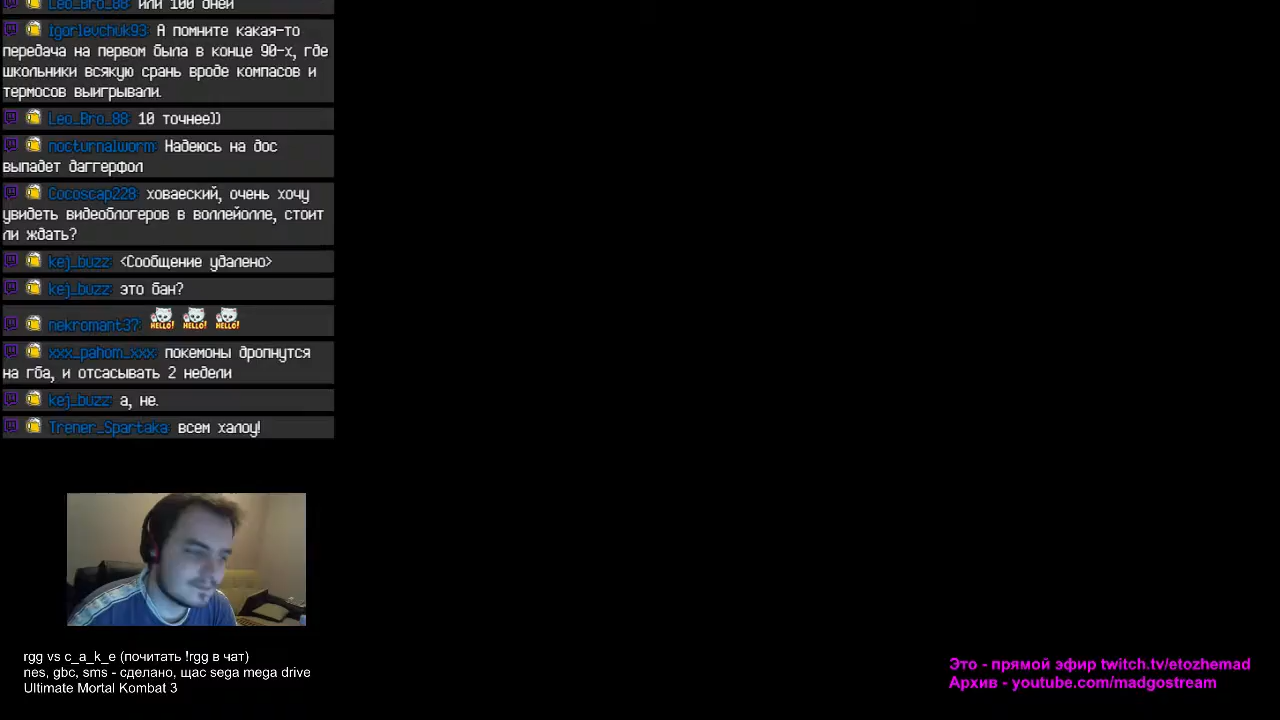 Leo_Bro_88: или 100 дней
igorlevchuk93: А помните какая-то
передача на первом была в конце 90-х, где
школьники всякую срань вроде компасов и
термосов выигрывали.
Leo_Bro_88: 10 точнее))
nocturnalworm: Надеюсь на дос
выпадет даггерфол
Cocoscap228: ховаеский, очень хочу
увидеть видеоблогеров в воллейолле, стоит
ли ждать?
kej_buzz: <Сообщение удалено>
kej_buzz: это бан?
nekromant37: HELLO! HELLO! HELLO!
xxx_pahom_xxx: покемоны дропнутся
на гба, и отсасывать 2 недели
kej_buzz: а, не.
Trener_Spartaka: всем халоу!
rgg vs c_a_k_e (почитать !rgg в чат)
nes, gbc, sms - сделано, щас sega mega drive
Ultimate Mortal Kombat 3
Это - прямой эфир twitch.tv/etozhemad
Архив - youtube.com/madgostream